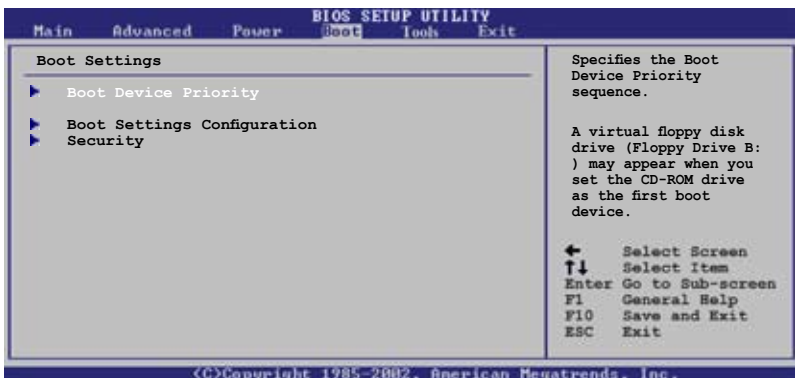 BIOS SETUP UTILITY
Main Advanced Power Boot Tools Exit
Boot Settings
Boot Device Priority
Boot Settings Configuration
Security
Specifies the Boot
Device Priority
sequence.
A virtual floppy disk
drive (Floppy Drive B:
) may appear when you
set the CD-ROM drive
as the first boot
device.
← Select Screen
↑↓ Select Item
Enter Go to Sub-screen
F1 General Help
F10 Save and Exit
ESC Exit
(C)Copyright 1985-2002, American Megatrends, Inc.